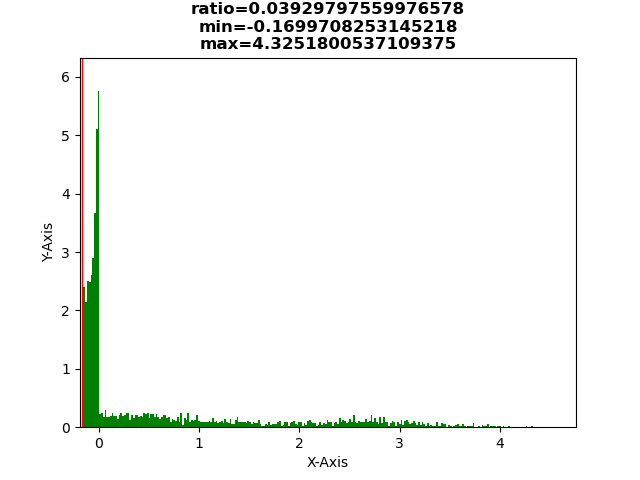 ratio=0.03929797559976578
min=-0.1699708253145218
max=4.3251800537109375
6
5
4
3
2
1
0
Y-Axis
0 1 2 3 4
X-Axis